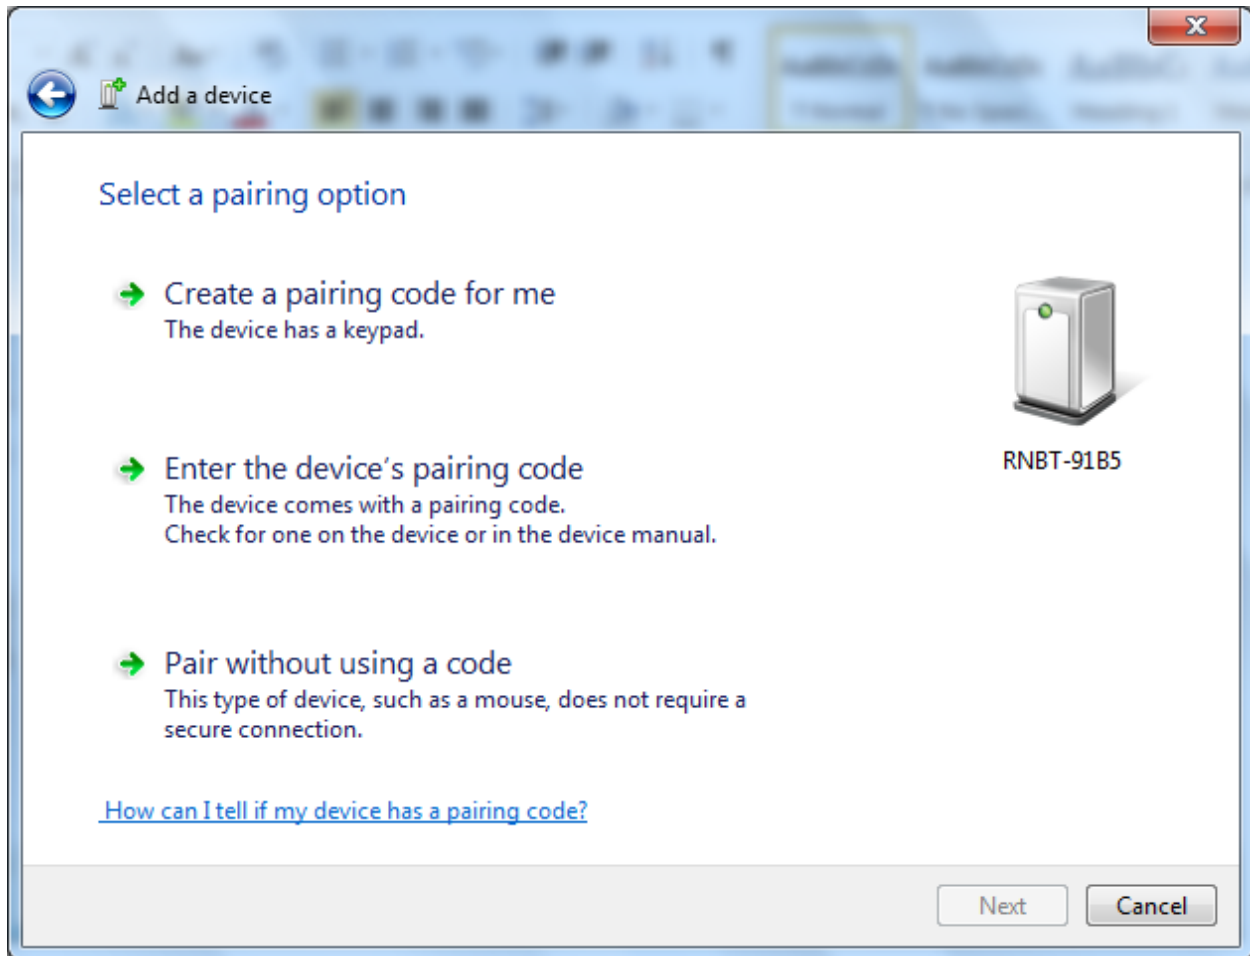 Add a device
Select a pairing option
Create a pairing code for me
The device has a keypad.
Enter the device's pairing code
The device comes with a pairing code.
Check for one on the device or in the device manual.
RNBT-91B5
Pair without using a code
This type of device, such as a mouse, does not require a
secure connection.
How can I tell if my device has a pairing code?
Next
Cancel